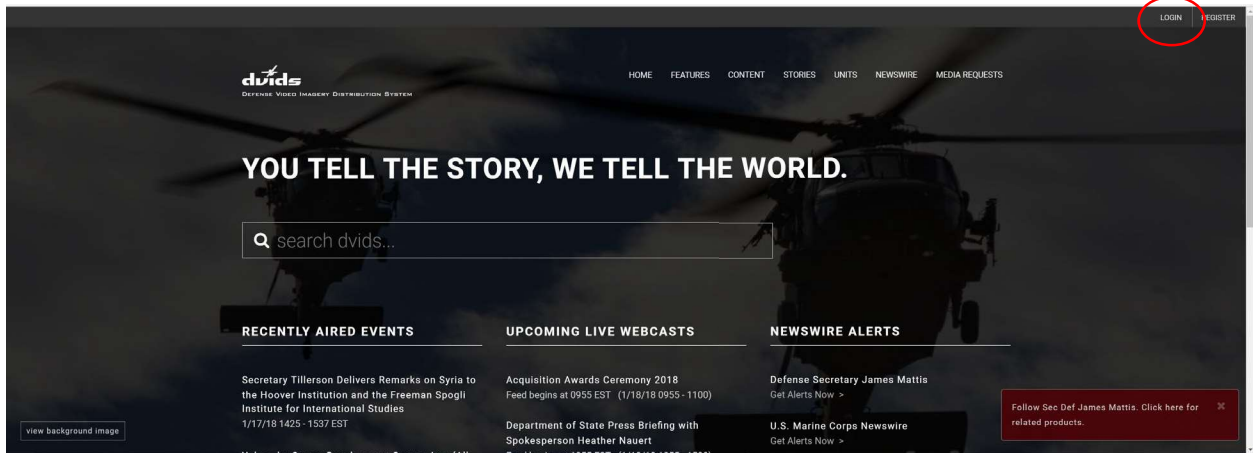 LOGIN REGISTER
dvids
DEFENSE VIDEO IMAGERY DISTRIBUTION SYSTEM
HOME FEATURES CONTENT STORIES UNITS NEWSWIRE MEDIA REQUESTS
YOU TELL THE STORY, WE TELL THE WORLD.
search dvids...
RECENTLY AIRED EVENTS
Secretary Tillerson Delivers Remarks on Syria to
the Hoover Institution and the Freeman Spogli
Institute for International Studies
1/17/18 1425 - 1537 EST
UPCOMING LIVE WEBCASTS
Acquisition Awards Ceremony 2018
Feed begins at 0955 EST (1/18/18 0955 - 1100)
Department of State Press Briefing with
Spokesperson Heather Nauert
NEWSWIRE ALERTS
Defense Secretary James Mattis
Get Alerts Now >
U.S. Marine Corps Newswire
Get Alerts Now >
view background image
Follow Sec Def James Mattis. Click here for
related products.